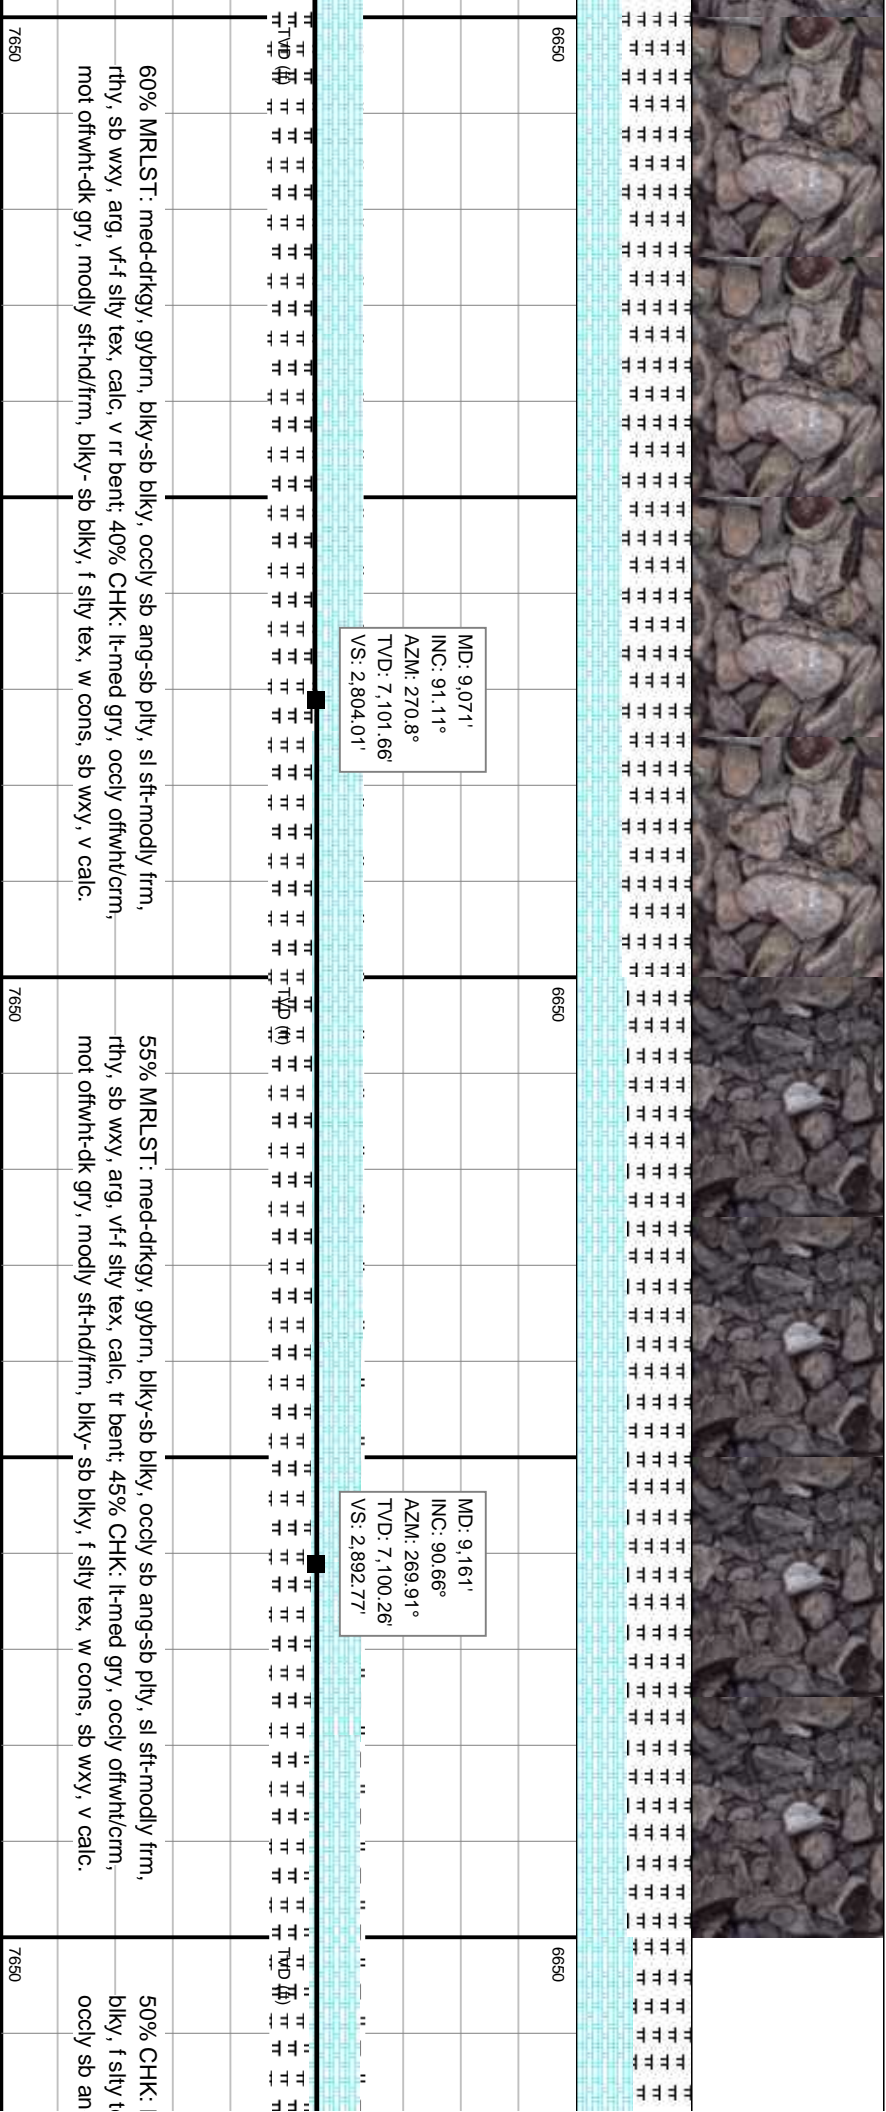 6650
TVD (ft)
7650
60% MRLST: med-drkgy, gybrn, blky-sb blky, occly sb ang-sb plty, sl sft-modly frm,
rthy, sb wxy, arg, vf-f slty tex, calc, v rr bent; 40% CHK: lt-med gry, occly offwht/crm,
mot offwht-dk gry, modly sft-hd/frm, blky- sb blky, f slty tex, w cons, sb wxy, v calc.
MD: 9,071'
INC: 91.11°
AZM: 270.8°
TVD: 7,101.66'
VS: 2,804.01'
6650
TVD (ft)
7650
55% MRLST: med-drkgy, gybrn, blky-sb blky, occly sb ang-sb plty, sl sft-modly frm,
rthy, sb wxy, arg, vf-f slty tex, calc, tr bent; 45% CHK: lt-med gry, occly offwht/crm,
mot offwht-dk gry, modly sft-hd/frm, blky- sb blky, f slty tex, w cons, sb wxy, v calc.
MD: 9,161'
INC: 90.66°
AZM: 269.91°
TVD: 7,100.26'
VS: 2,892.77'
6650
TVD (ft)
7650
50% CHK:
blky, f slty
occly sb an